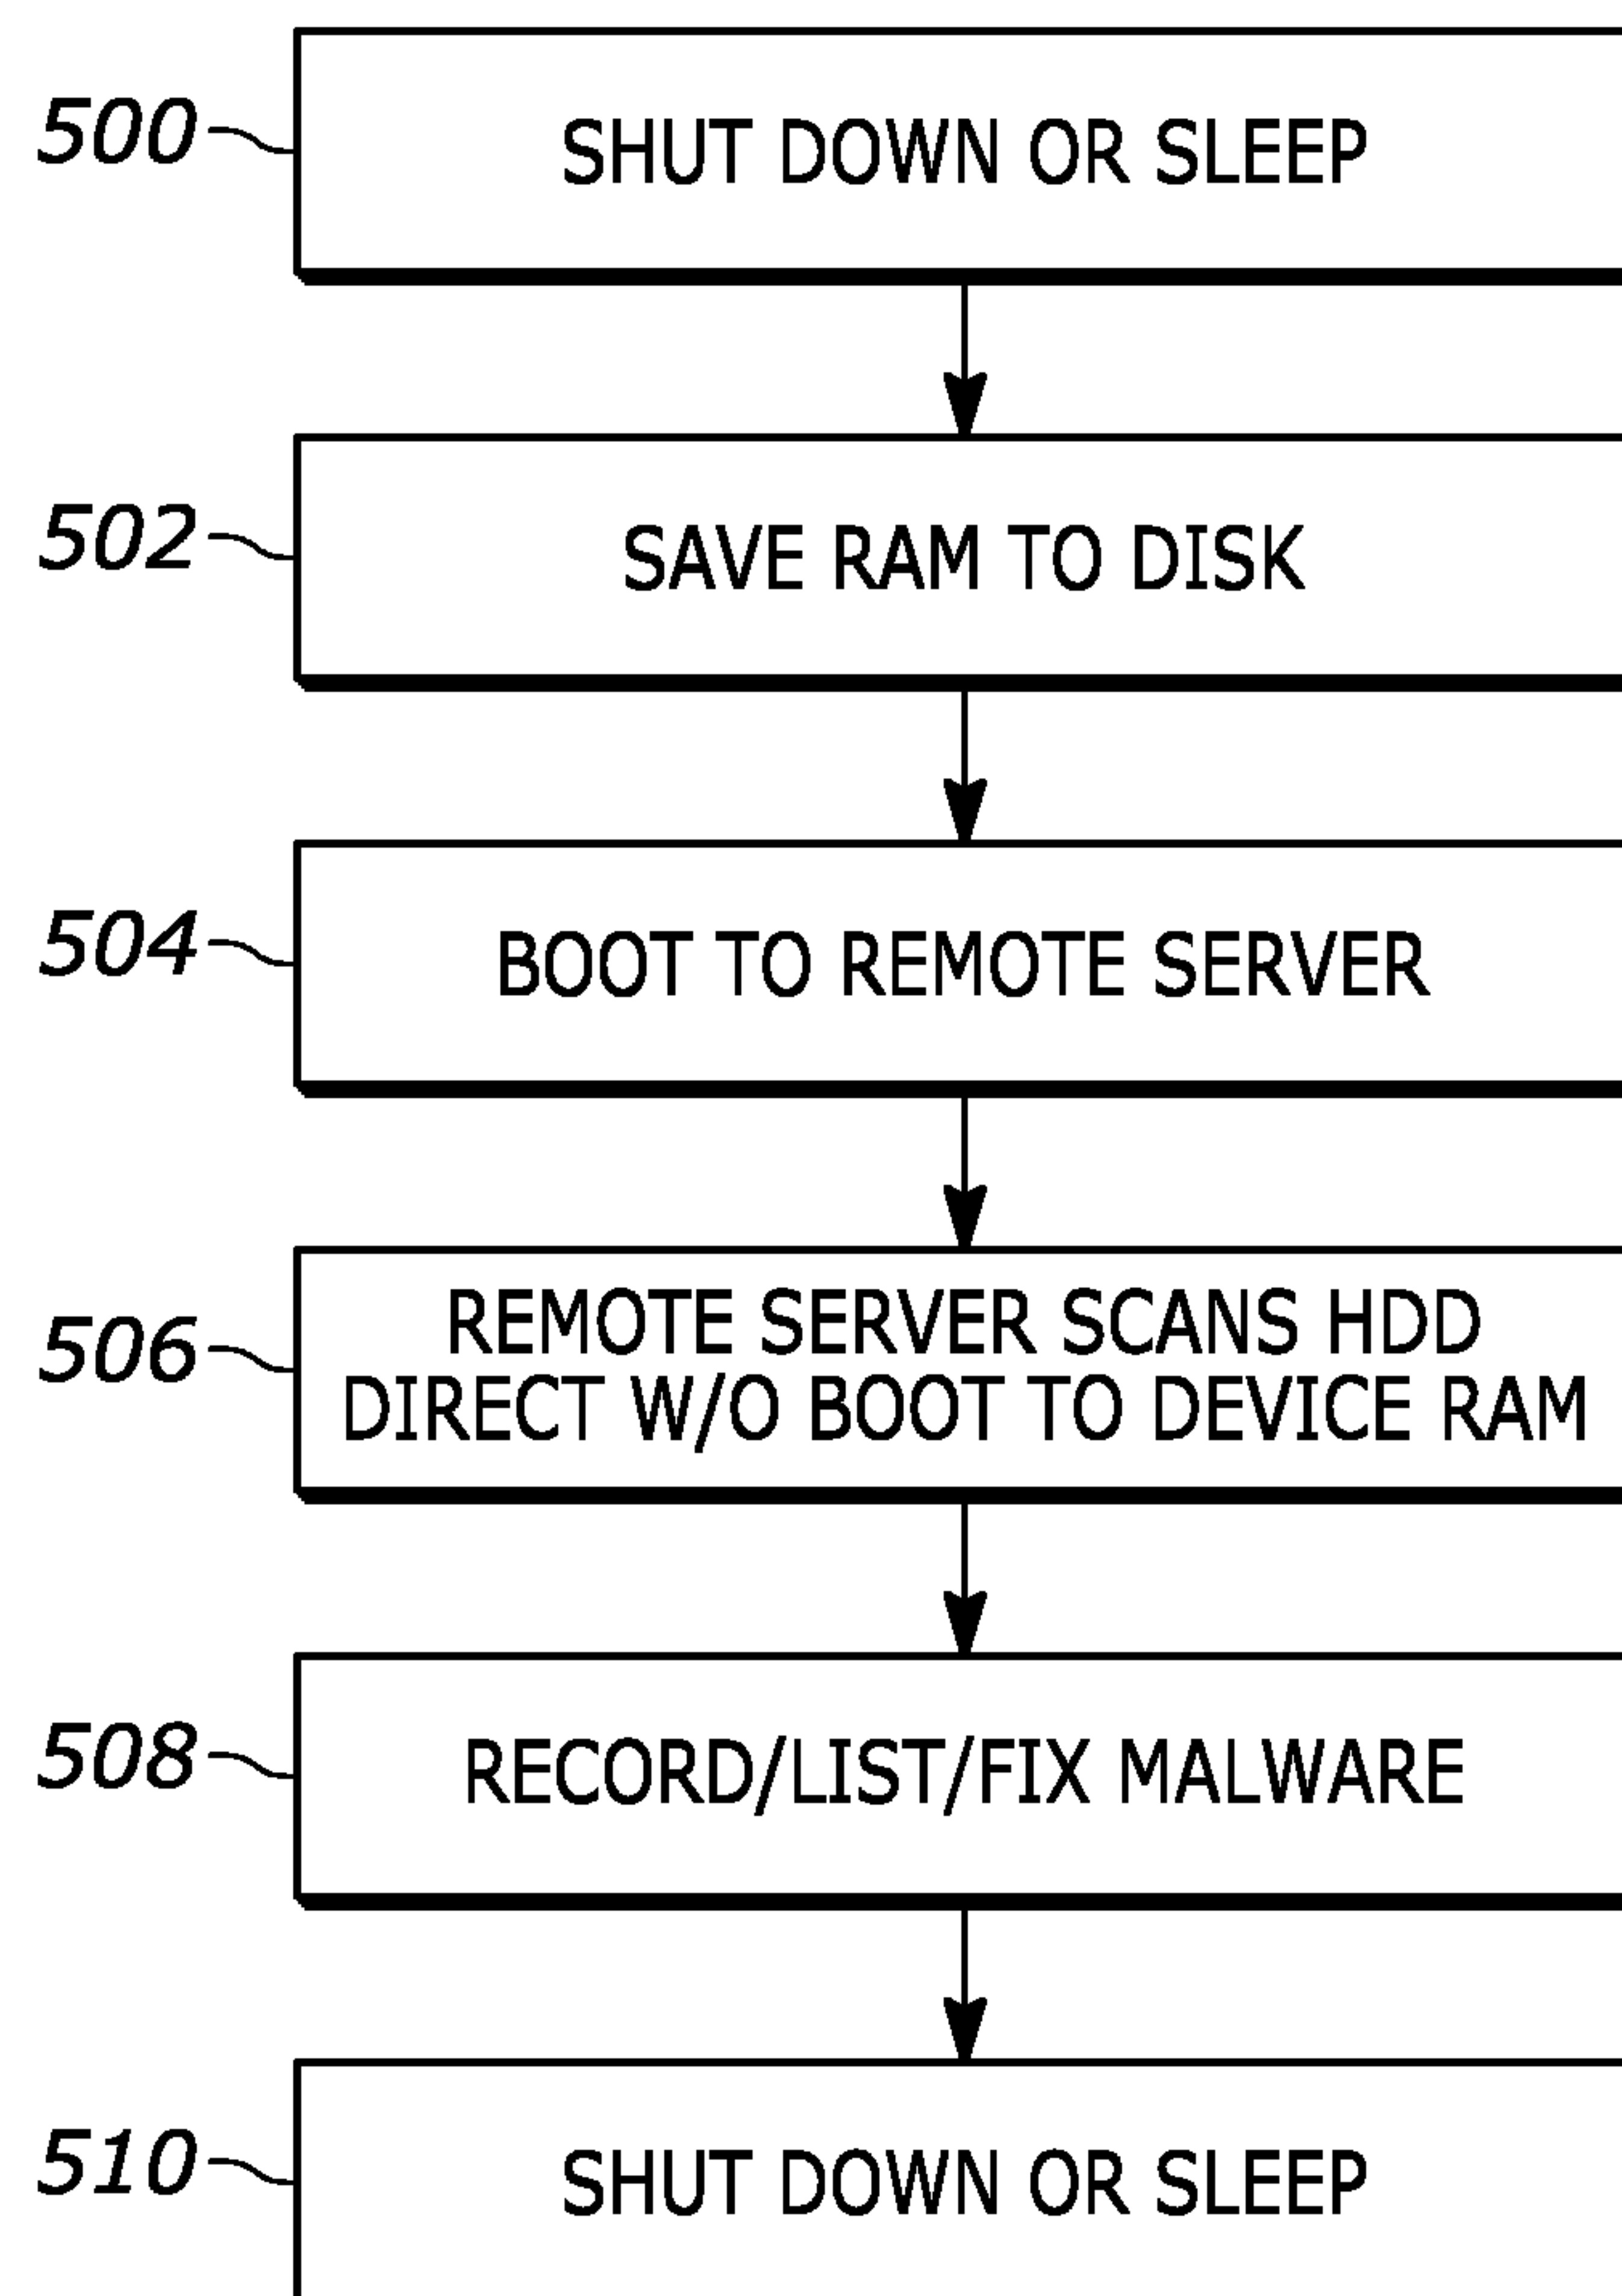 500 SHUT DOWN OR SLEEP
502 SAVE RAM TO DISK
504 BOOT TO REMOTE SERVER
506 REMOTE SERVER SCANS HDD
DIRECT W/O BOOT TO DEVICE RAM
508 RECORD/LIST/FIX MALWARE
510 SHUT DOWN OR SLEEP